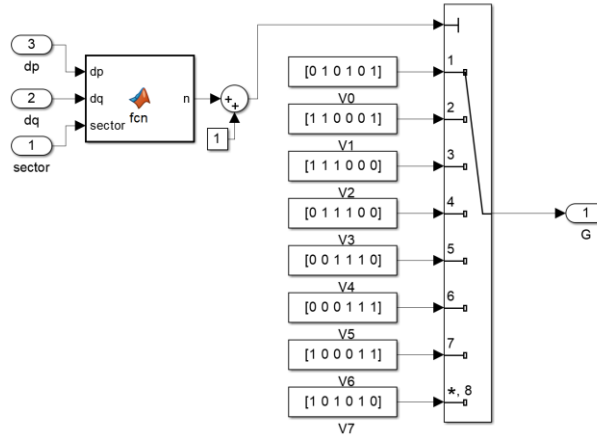 3
dp
2
dq
1
sector
dp
dq
sector
fcn
n
+
+
1
1
[0 1 0 1 0 1]
V0
2
[1 1 0 0 0 1]
V1
3
[1 1 1 0 0 0]
V2
4
[0 1 1 1 0 0]
V3
5
[0 0 1 1 1 0]
V4
6
[0 0 0 1 1 1]
V5
7
[1 0 0 0 1 1]
V6
*, 8
[1 0 1 0 1 0]
V7
1
G